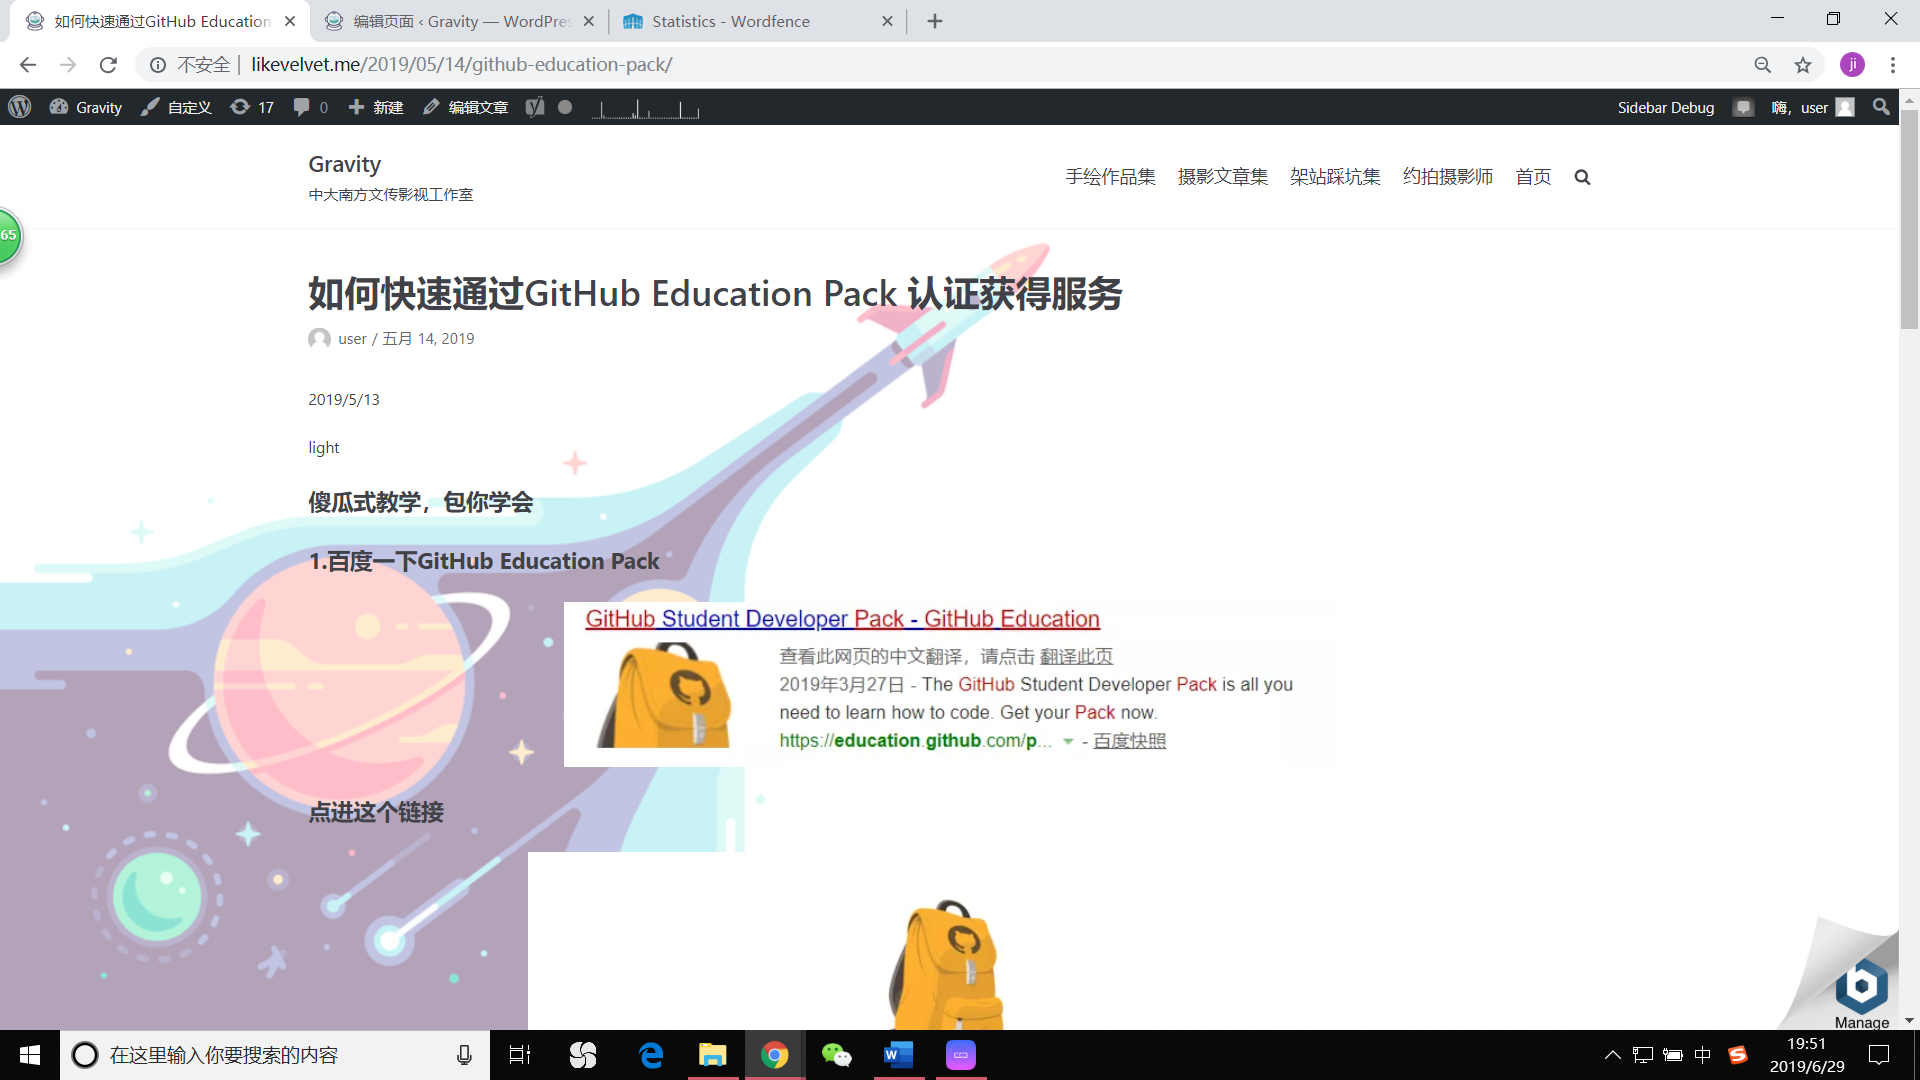 如何快速通过GitHub Education
编辑页面 ‹ Gravity — WordPres
Statistics - Wordfence
不安全 | likevelvet.me/2019/05/14/github-education-pack/
ji
Gravity 自定义 17 0 新建 编辑文章
Sidebar Debug 嗨，user
Gravity
中大南方文传影视工作室
手绘作品集 摄影文章集 架站踩坑集 约拍摄影师 首页
65
如何快速通过GitHub Education Pack 认证获得服务
user / 五月 14, 2019
2019/5/13
light
傻瓜式教学，包你学会
1.百度一下GitHub Education Pack
GitHub Student Developer Pack - GitHub Education
查看此网页的中文翻译，请点击 翻译此页
2019年3月27日 - The GitHub Student Developer Pack is all you
need to learn how to code. Get your Pack now.
https://education.github.com/p... - 百度快照
点进这个链接
Manage
在这里输入你要搜索的内容
中
19:51
2019/6/29